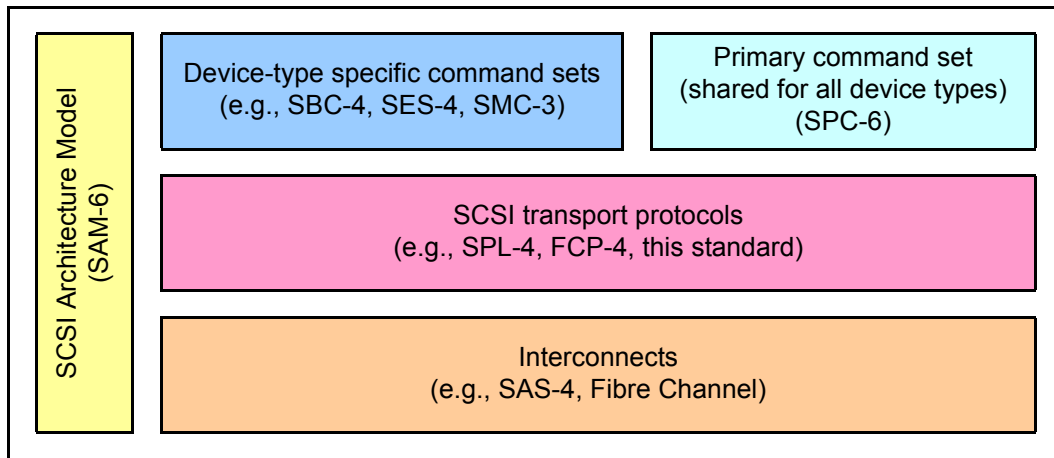 SCSI Architecture Model
(SAM-6)
Device-type specific command sets
(e.g., SBC-4, SES-4, SMC-3)
Primary command set
(shared for all device types)
(SPC-6)
SCSI transport protocols
(e.g., SPL-4, FCP-4, this standard)
Interconnects
(e.g., SAS-4, Fibre Channel)